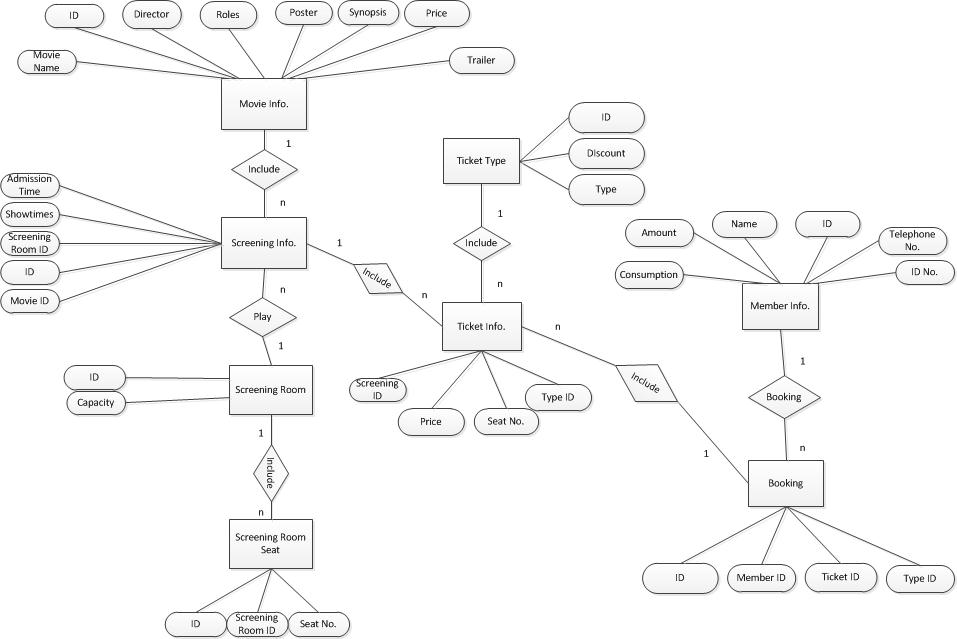 ID
Director
Roles
Poster
Synopsis
Price
Movie
Name
Trailer
Movie Info.
1
Include
n
Admission
Time
Showtimes
Screening
Room ID
ID
Movie ID
Screening Info.
1
Include
n
n
Play
1
ID
Capacity
Screening Room
1
Include
n
Screening Room
Seat
ID
Screening
Room ID
Seat No.
Ticket Type
ID
Discount
Type
1
Include
n
Ticket Info.
Screening
ID
Price
Seat No.
Type ID
n
Include
1
Amount
Name
ID
Telephone
No.
Consumption
ID No.
Member Info.
1
Booking
n
Booking
ID
Member ID
Ticket ID
Type ID